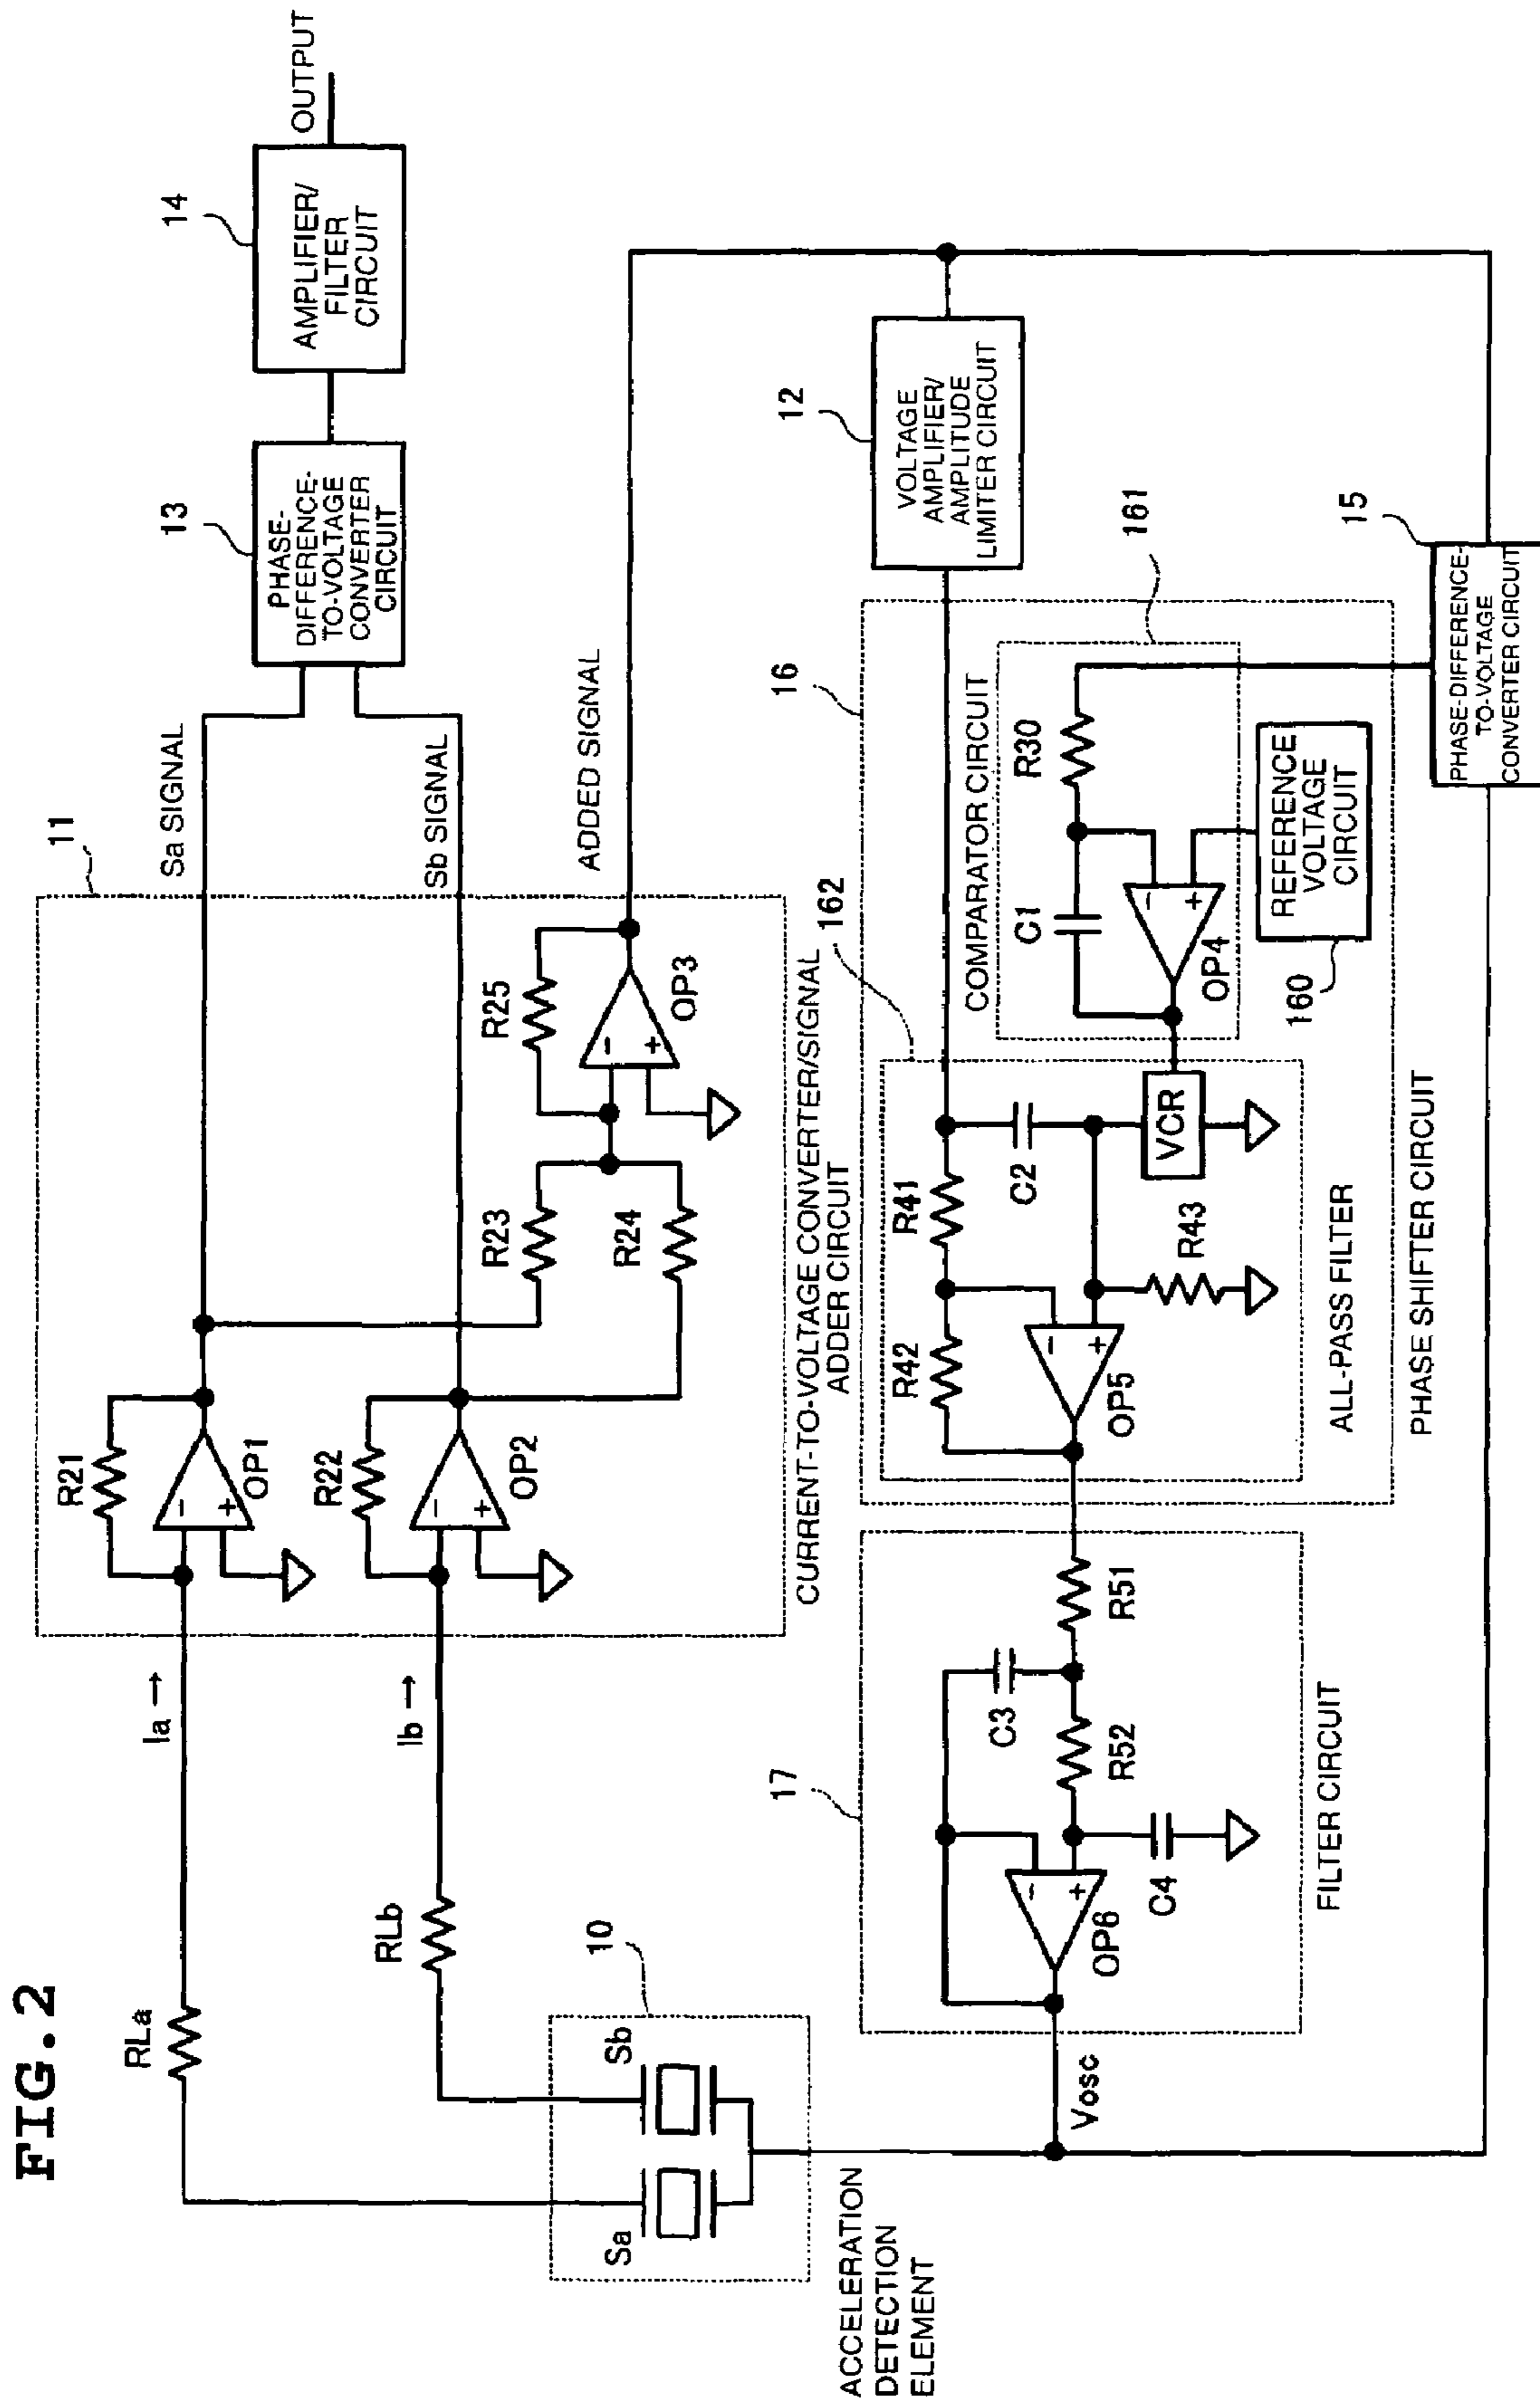 FIG.2
RLa
Ia →
R21
-
+
OP1
11
Sa SIGNAL
13
PHASE-
DIFFERENCE-
TO-VOLTAGE
CONVERTER
CIRCUIT
14
AMPLIFIER/
FILTER
CIRCUIT
OUTPUT
RLb
Ib →
R22
-
+
OP2
Sb SIGNAL
R23
R24
R25
-
+
OP3
ADDED SIGNAL
CURRENT-TO-VOLTAGE CONVERTER/SIGNAL
ADDER CIRCUIT
10
Sa
Sb
ACCELERATION
DETECTION
ELEMENT
12
VOLTAGE
AMPLIFIER/
AMPLITUDE
LIMITER CIRCUIT
17
C3
R51
R52
-
+
OP6
C4
Vosc
FILTER CIRCUIT
16
162
R42
R41
C2
-
+
OP5
R43
VCR
ALL-PASS FILTER
COMPARATOR CIRCUIT
161
C1
R30
-
+
OP4
160
REFERENCE
VOLTAGE
CIRCUIT
PHASE SHIFTER CIRCUIT
15
PHASE-DIFFERENCE-
TO-VOLTAGE
CONVERTER CIRCUIT